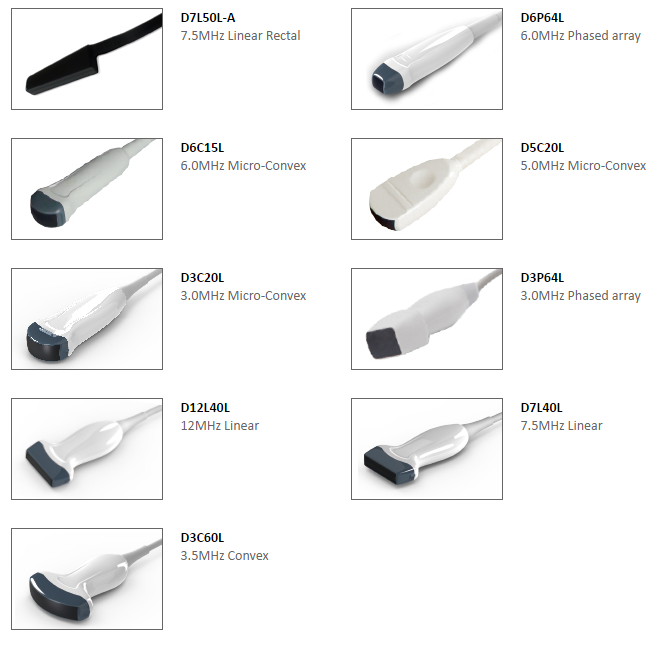 D7L50L-A
7.5MHz Linear Rectal
D6P64L
6.0MHz Phased array
D6C15L
6.0MHz Micro-Convex
D5C20L
5.0MHz Micro-Convex
D3C20L
3.0MHz Micro-Convex
D3P64L
3.0MHz Phased array
D12L40L
12MHz Linear
D7L40L
7.5MHz Linear
D3C60L
3.5MHz Convex